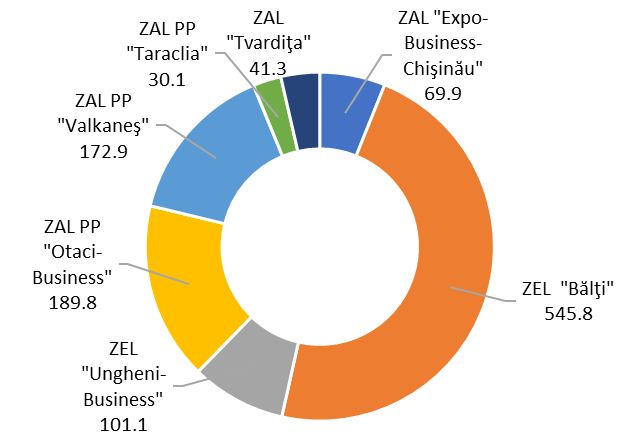 ZAL "Expo-
Business-
Chişinău"
69.9
ZEL "Bălţi"
545.8
ZEL
"Ungheni-
Business"
101.1
ZAL PP
"Otaci-
Business"
189.8
ZAL PP
"Valkaneş"
172.9
ZAL PP
"Taraclia"
30.1
ZAL
"Tvardiţa"
41.3